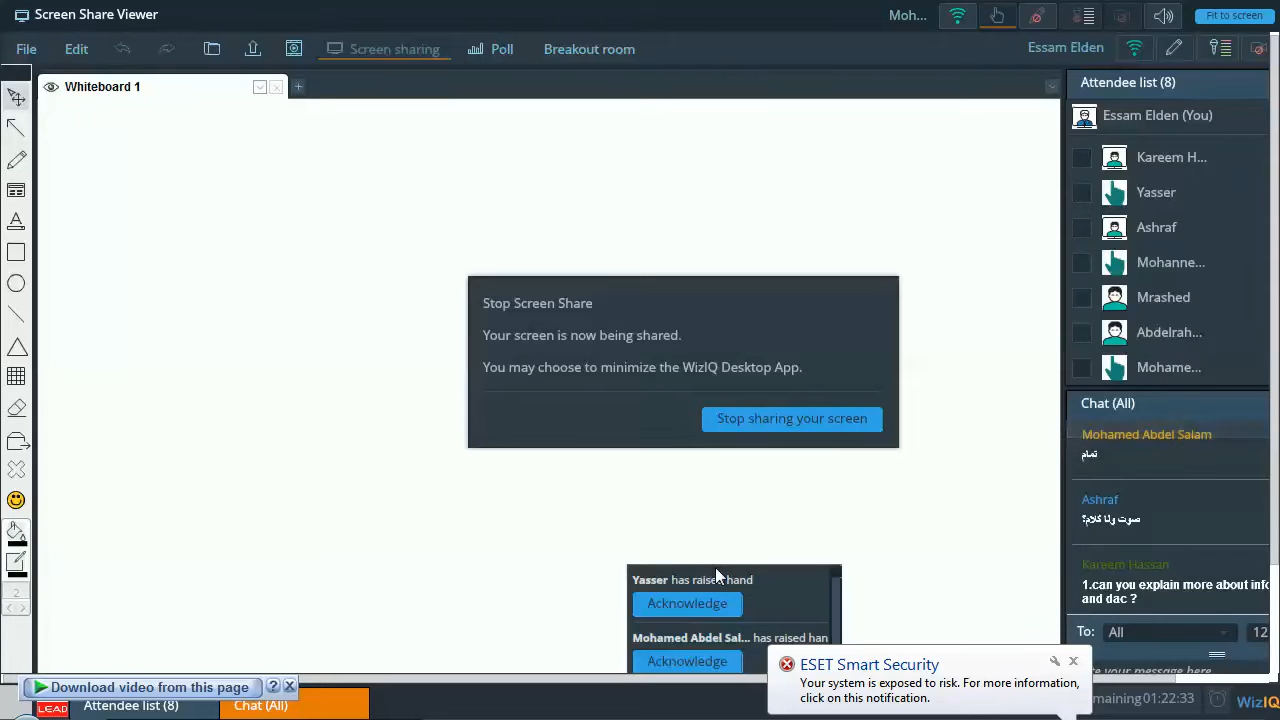 Screen Share Viewer
Moh...
Fit to screen
File
Edit
Screen sharing
Poll
Breakout room
Essam Elden
Whiteboard 1
Attendee list (8)
Essam Elden (You)
Kareem H...
Yasser
Ashraf
Mohanne...
Mrashed
Abdelrah...
Mohame...
Stop Screen Share
Your screen is now being shared.
You may choose to minimize the WizIQ Desktop App.
Stop sharing your screen
Chat (All)
Mohamed Abdel Salam
تمام
Ashraf
صوت ولا كلام؟
Kareem Hassan
1.can you explain more about info
and dac ?
To:
All
12
Yasser has raised hand
Acknowledge
Mohamed Abdel Sal... has raised han
Acknowledge
2
ESET Smart Security
Your system is exposed to risk. For more information,
click on this notification.
Download video from this page
?
LEAD
Attendee list (8)
Chat (All)
maining 01:22:33
WizIQ